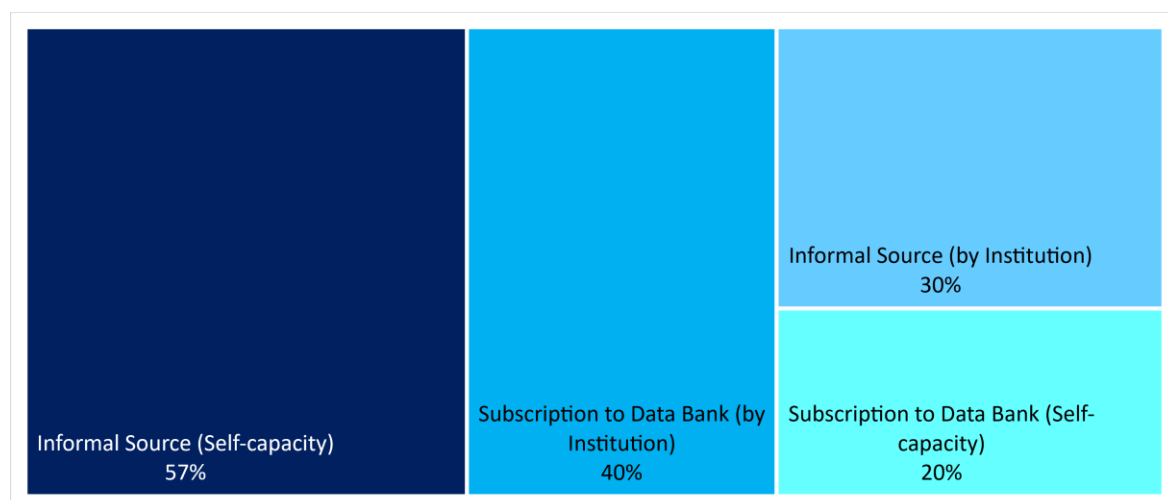 Informal Source (Self-capacity)
57%
Subscription to Data Bank (by
Institution)
40%
Informal Source (by Institution)
30%
Subscription to Data Bank (Self-
capacity)
20%